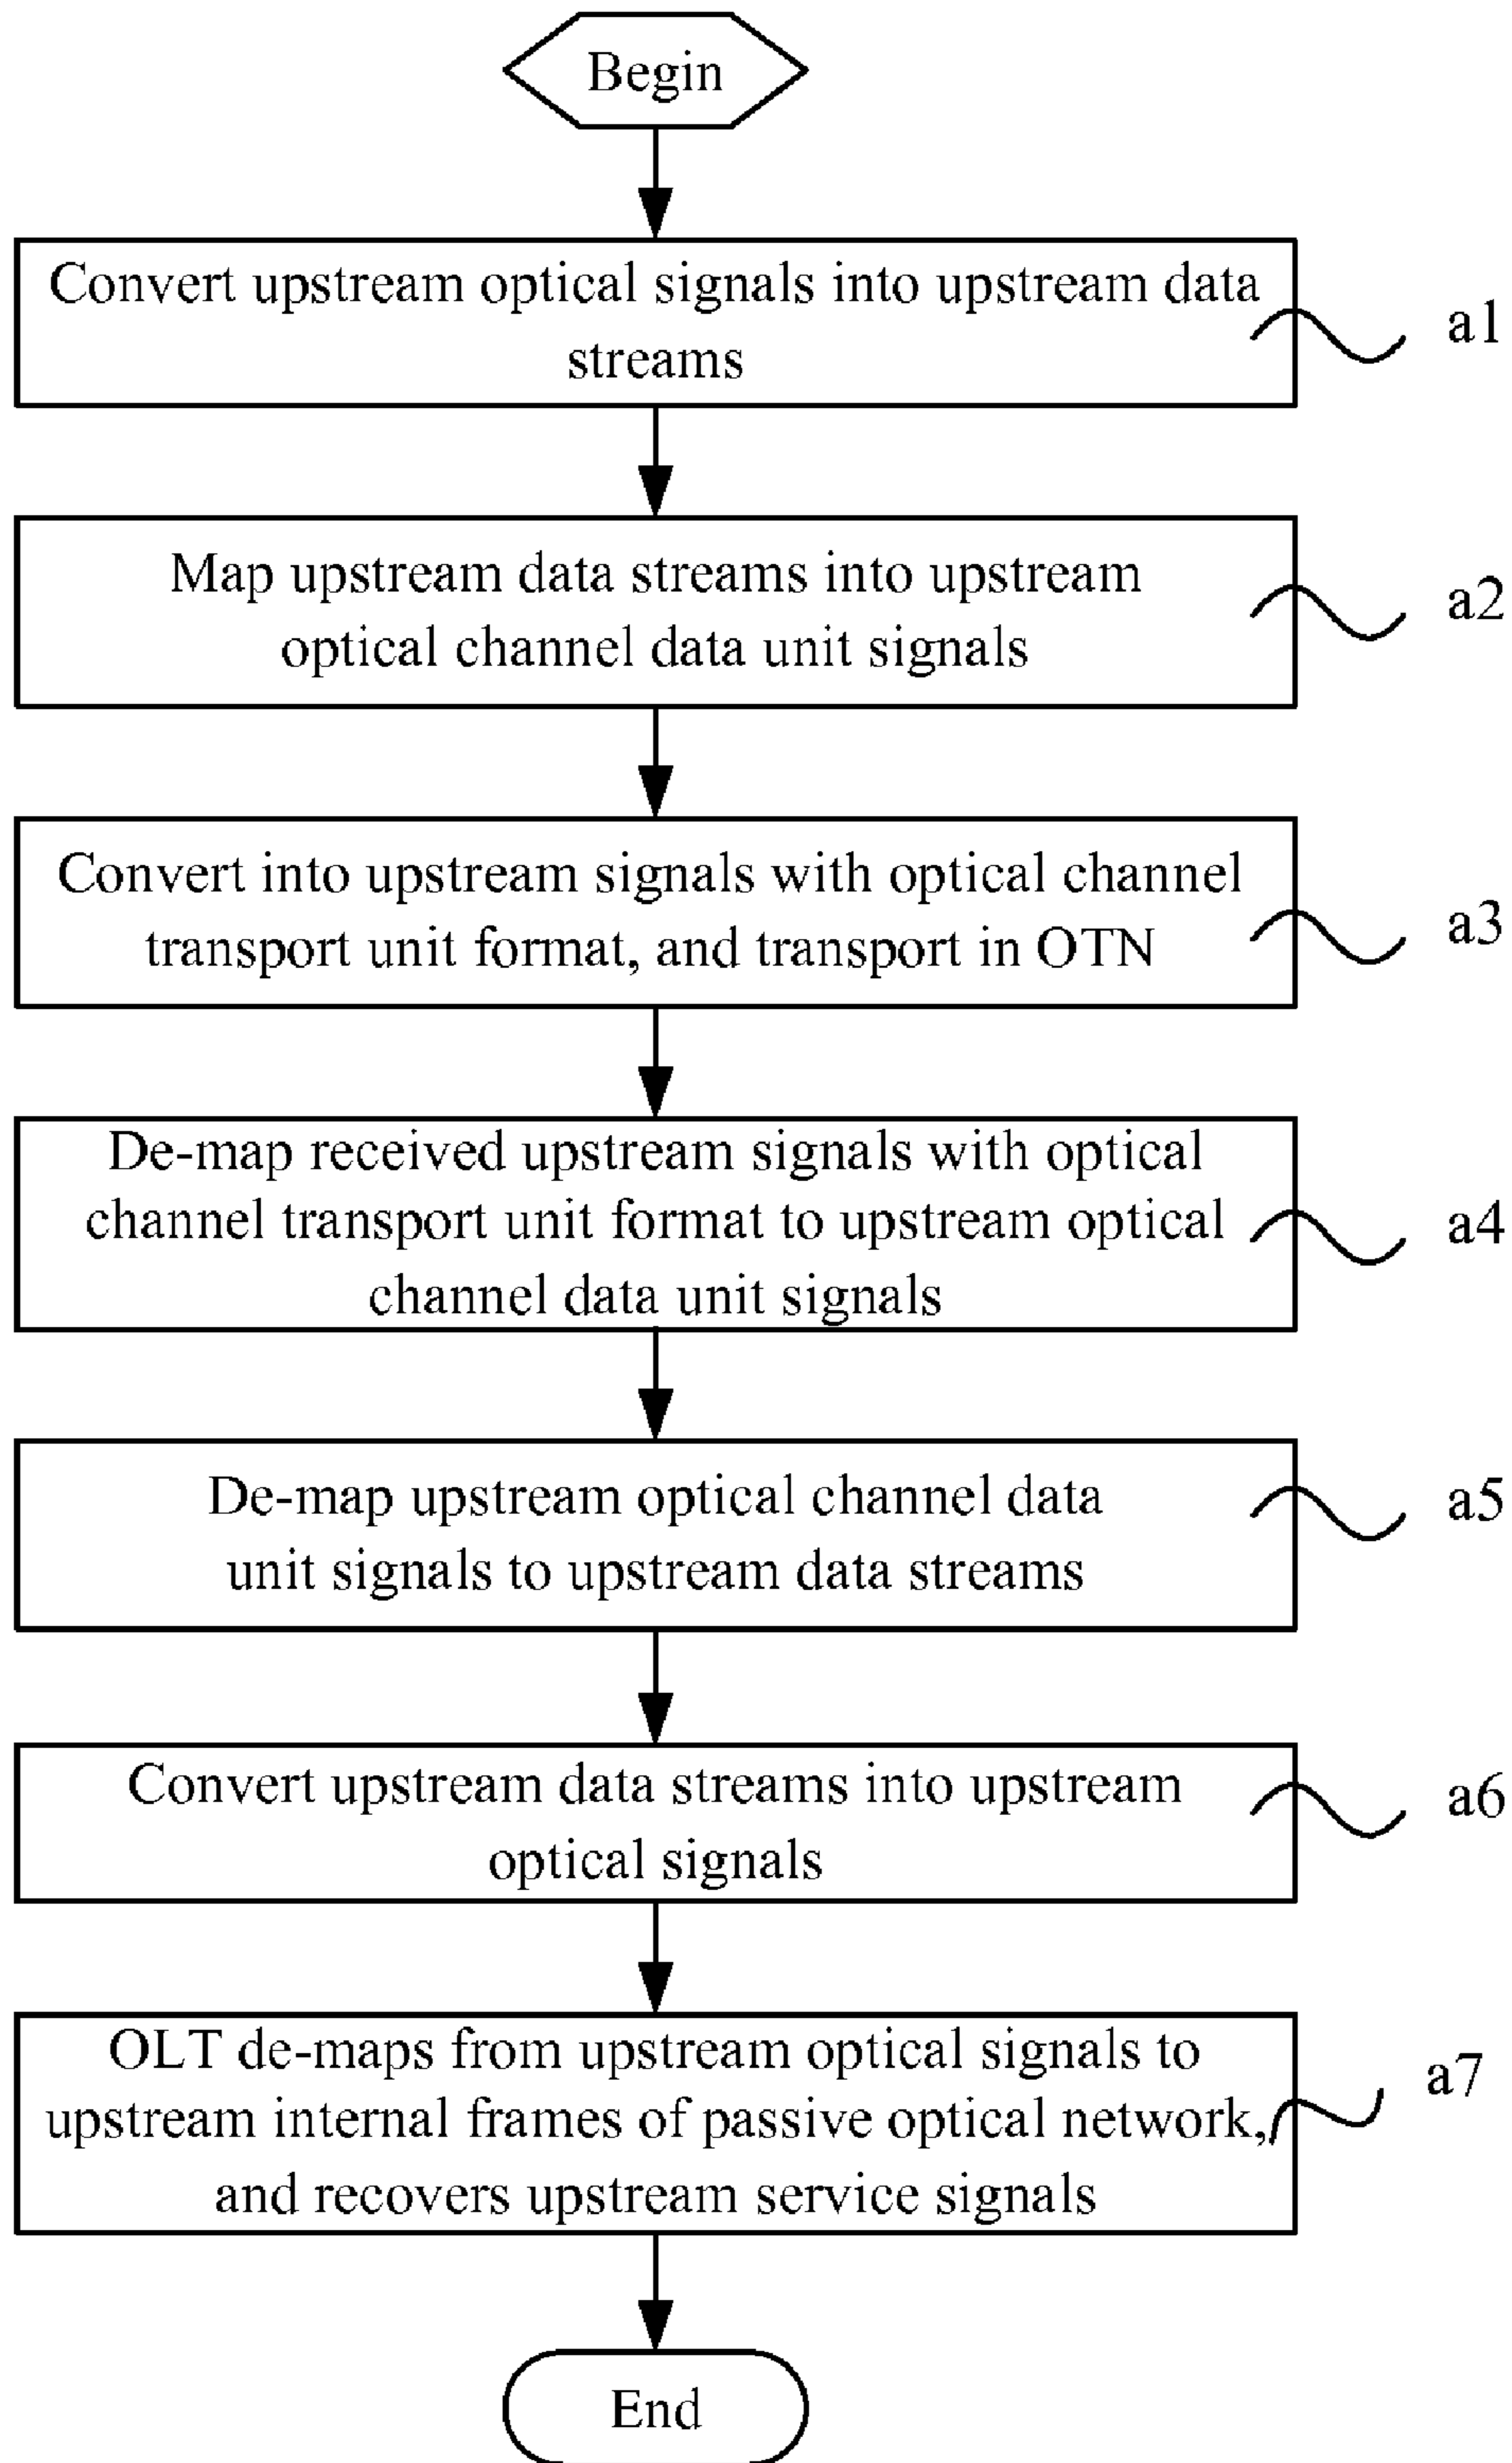 Begin
Convert upstream optical signals into upstream data
streams
a1
Map upstream data streams into upstream
optical channel data unit signals
a2
Convert into upstream signals with optical channel
transport unit format, and transport in OTN
a3
De-map received upstream signals with optical
channel transport unit format to upstream optical
channel data unit signals
a4
De-map upstream optical channel data
unit signals to upstream data streams
a5
Convert upstream data streams into upstream
optical signals
a6
OLT de-maps from upstream optical signals to
upstream internal frames of passive optical network,
and recovers upstream service signals
a7
End